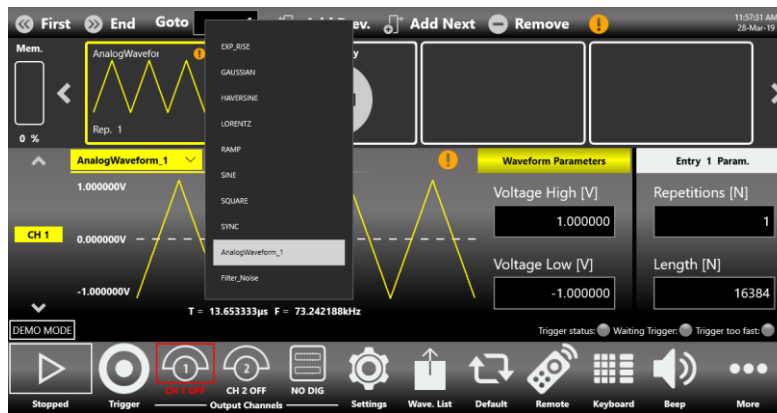 First End Goto ev. Add Next Remove
11:57:31 AM
28-Mar-19
Mem.
AnalogWavefor
y
Rep. 1
0 %
EXP_RISE
GAUSSIAN
HAVERSINE
LORENTZ
RAMP
SINE
SQUARE
SYNC
AnalogWaveform_1
Filter_Noise
AnalogWaveform_1
Waveform Parameters
Entry 1 Param.
1.000000V
CH 1
0.000000V
-1.000000V
T = 13.653333µs F = 73.242188kHz
Voltage High [V]
1.000000
Voltage Low [V]
-1.000000
Repetitions [N]
1
Length [N]
16384
DEMO MODE
Trigger status: Waiting Trigger: Trigger too fast:
1 2
CH 1 OFF CH 2 OFF NO DIG
Stopped Trigger Output Channels Settings Wave. List Default Remote Keyboard Beep More